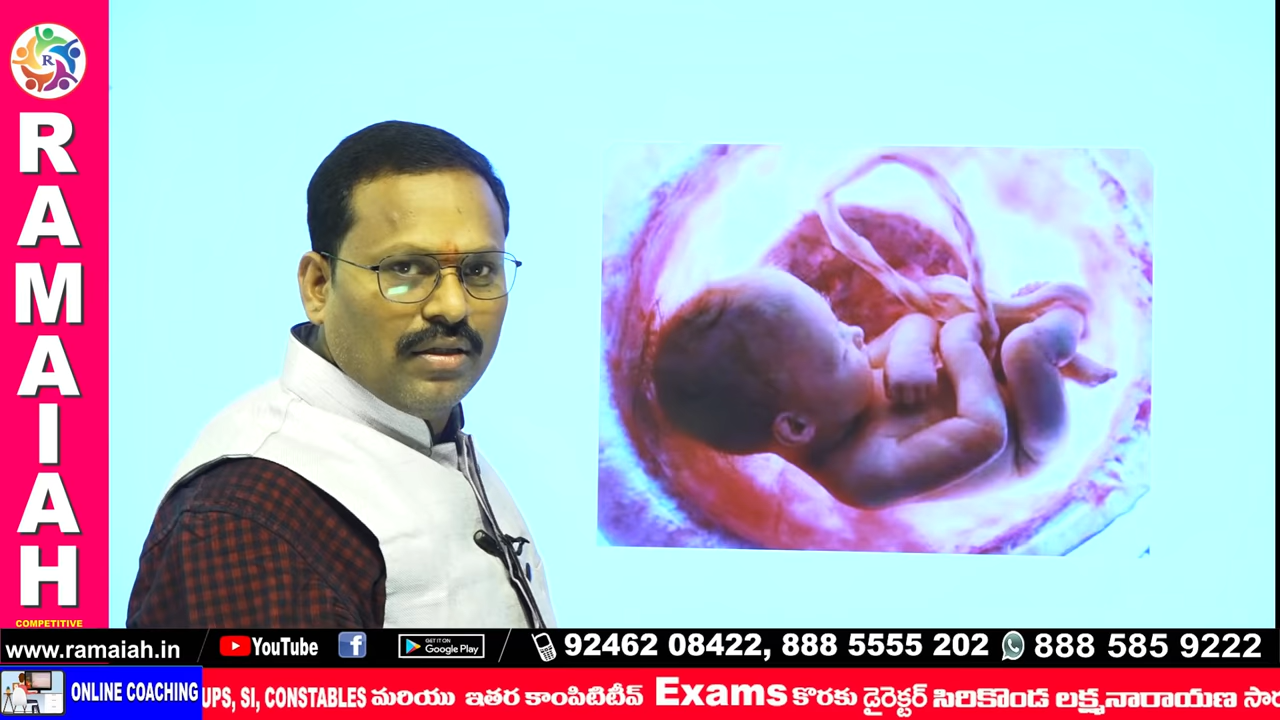 R
RAMAIAH
COMPETITIVE
www.ramaiah.in
YouTube
GET IT ON
Google Play
92462 08422, 888 5555 202
888 585 9222
ONLINE COACHING
UPS, SI, CONSTABLES మరియు ఇతర కాంపిటీటివ్ Exams కొరకు డైరెక్టర్ సిరికొండ లక్ష్మనారాయణ సార